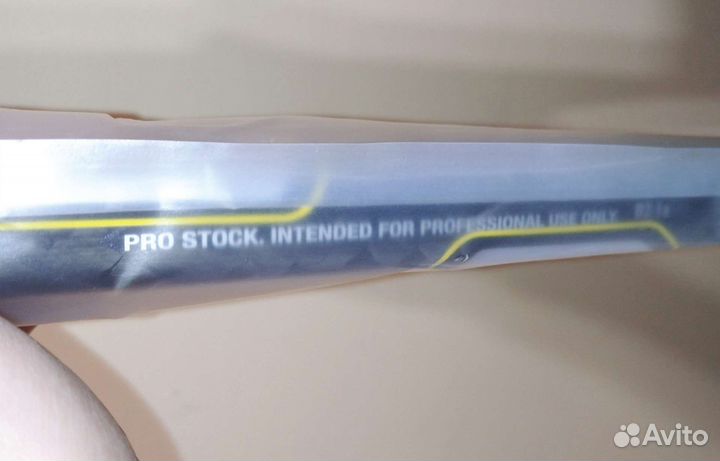 PRO STOCK. INTENDED FOR PROFESSIONAL USE ONLY.
Avito